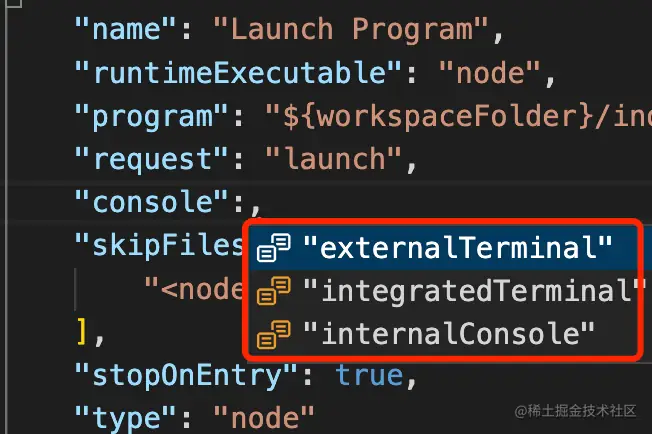 "name": "Launch Program",
"runtimeExecutable": "node",
"program": "${workspaceFolder}/in
"request": "launch",
"console":,
"skipFiles
"externalTerminal"
"<node
"integratedTerminal"
"internalConsole"
],
"stopOnEntry": true,
"type": "node"
@稀土掘金技术社区